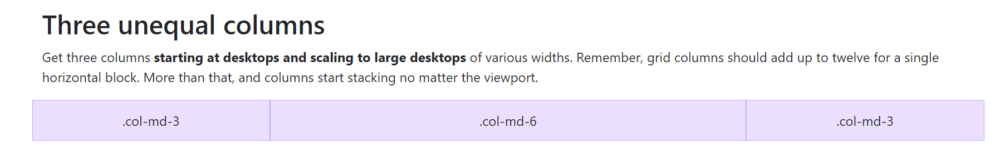 Three unequal columns
Get three columns starting at desktops and scaling to large desktops of various widths. Remember, grid columns should add up to twelve for a single
horizontal block. More than that, and columns start stacking no matter the viewport.
.col-md-3 .col-md-6 .col-md-3